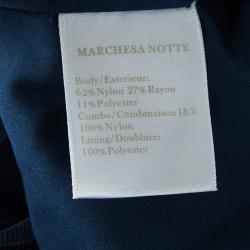 MARCHESA NOTTE
Body/Exterieur:
62%Nylon 27%Rayon
11%Polyester
Combo/Combinaison 1&2:
100%Nylon
Lining/Doublure:
100%Polyester